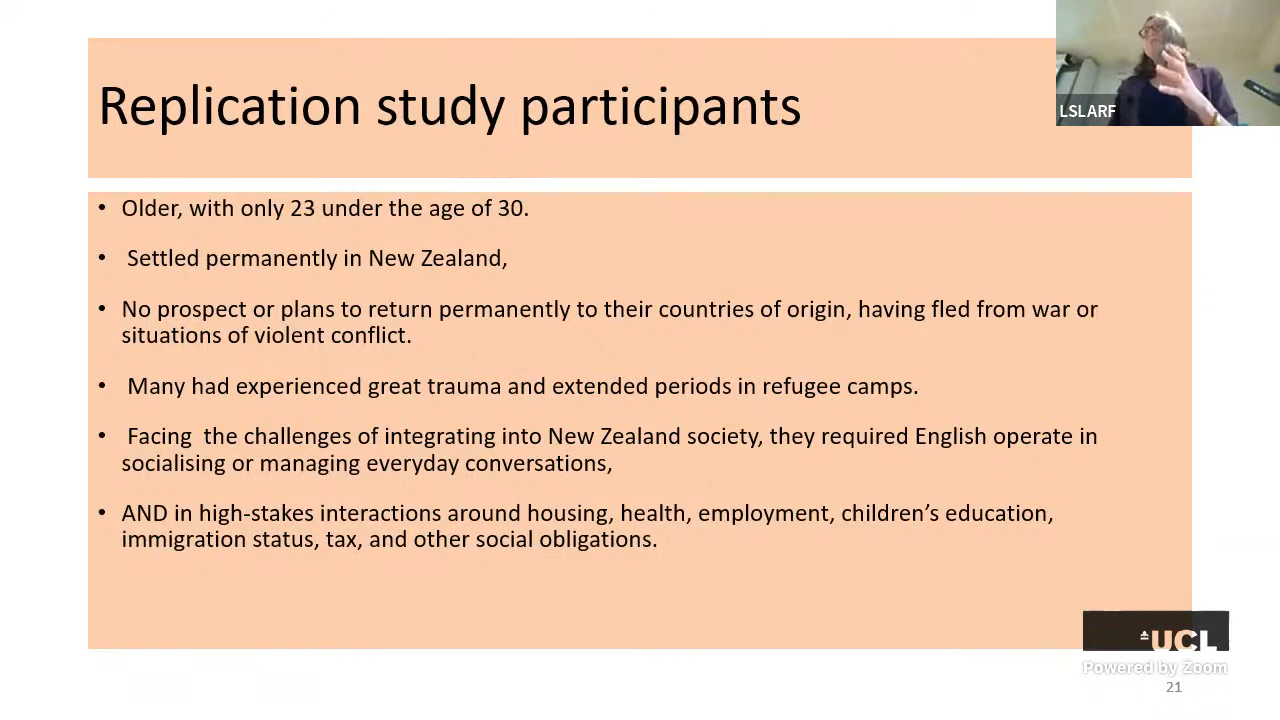 Replication study participants
LSLARF
• Older, with only 23 under the age of 30.
• Settled permanently in New Zealand,
• No prospect or plans to return permanently to their countries of origin, having fled from war or
situations of violent conflict.
• Many had experienced great trauma and extended periods in refugee camps.
• Facing  the challenges of integrating into New Zealand society, they required English operate in
socialising or managing everyday conversations,
• AND in high-stakes interactions around housing, health, employment, children’s education,
immigration status, tax, and other social obligations.
UCL
Powered by Zoom
21